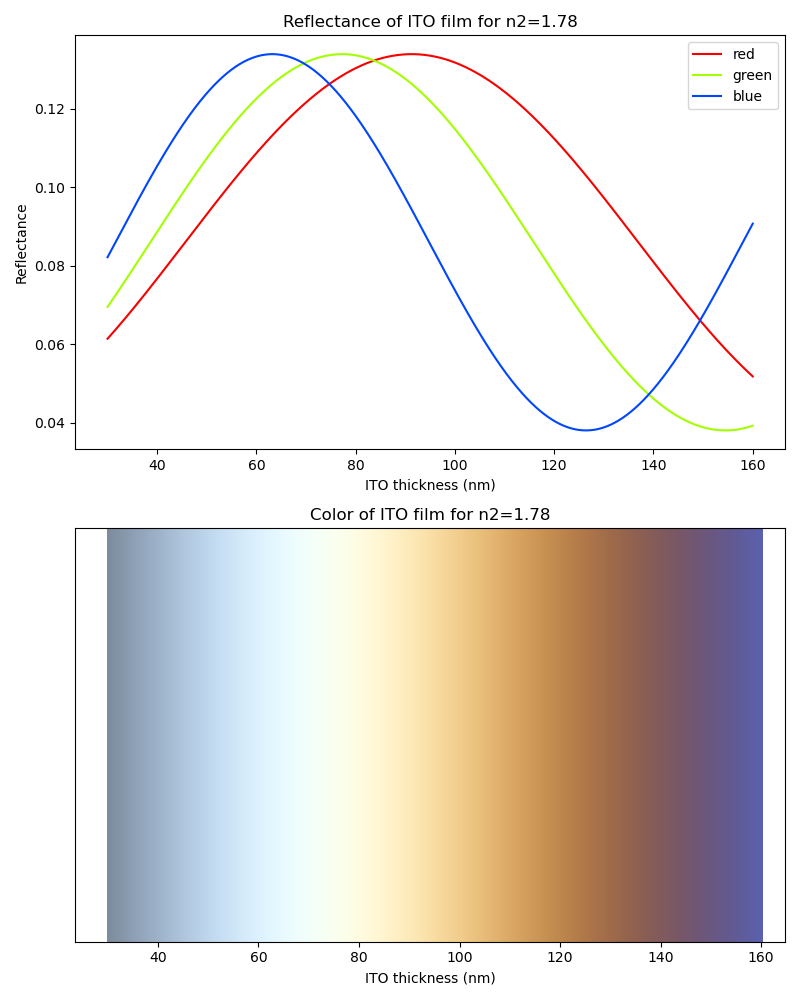 Reflectance of ITO film for n2=1.78
red
green
blue
0.12
0.10
0.08
0.06
0.04
Reflectance
40 60 80 100 120 140 160
ITO thickness (nm)
Color of ITO film for n2=1.78
40 60 80 100 120 140 160
ITO thickness (nm)